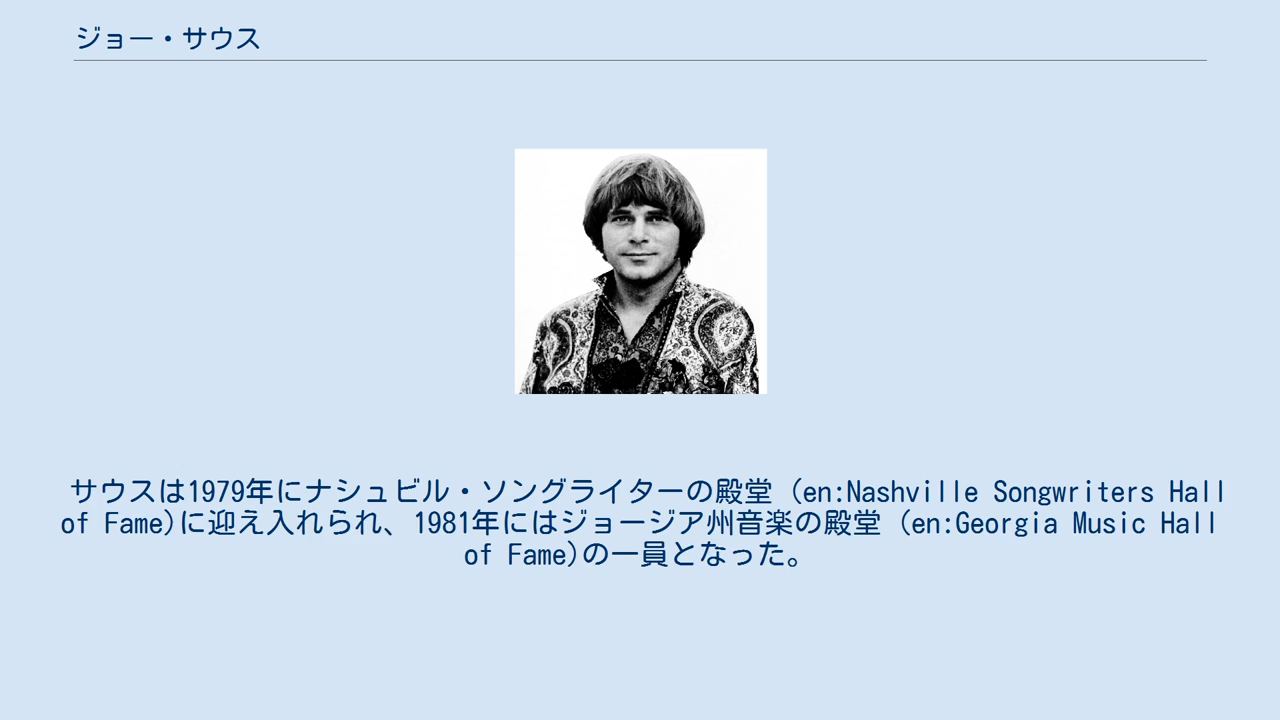 ジョー・サウス
サウスは1979年にナシュビル・ソングライターの殿堂 (en:Nashville Songwriters Hall
of Fame)に迎え入れられ、1981年にはジョージア州音楽の殿堂 (en:Georgia Music Hall
of Fame)の一員となった。